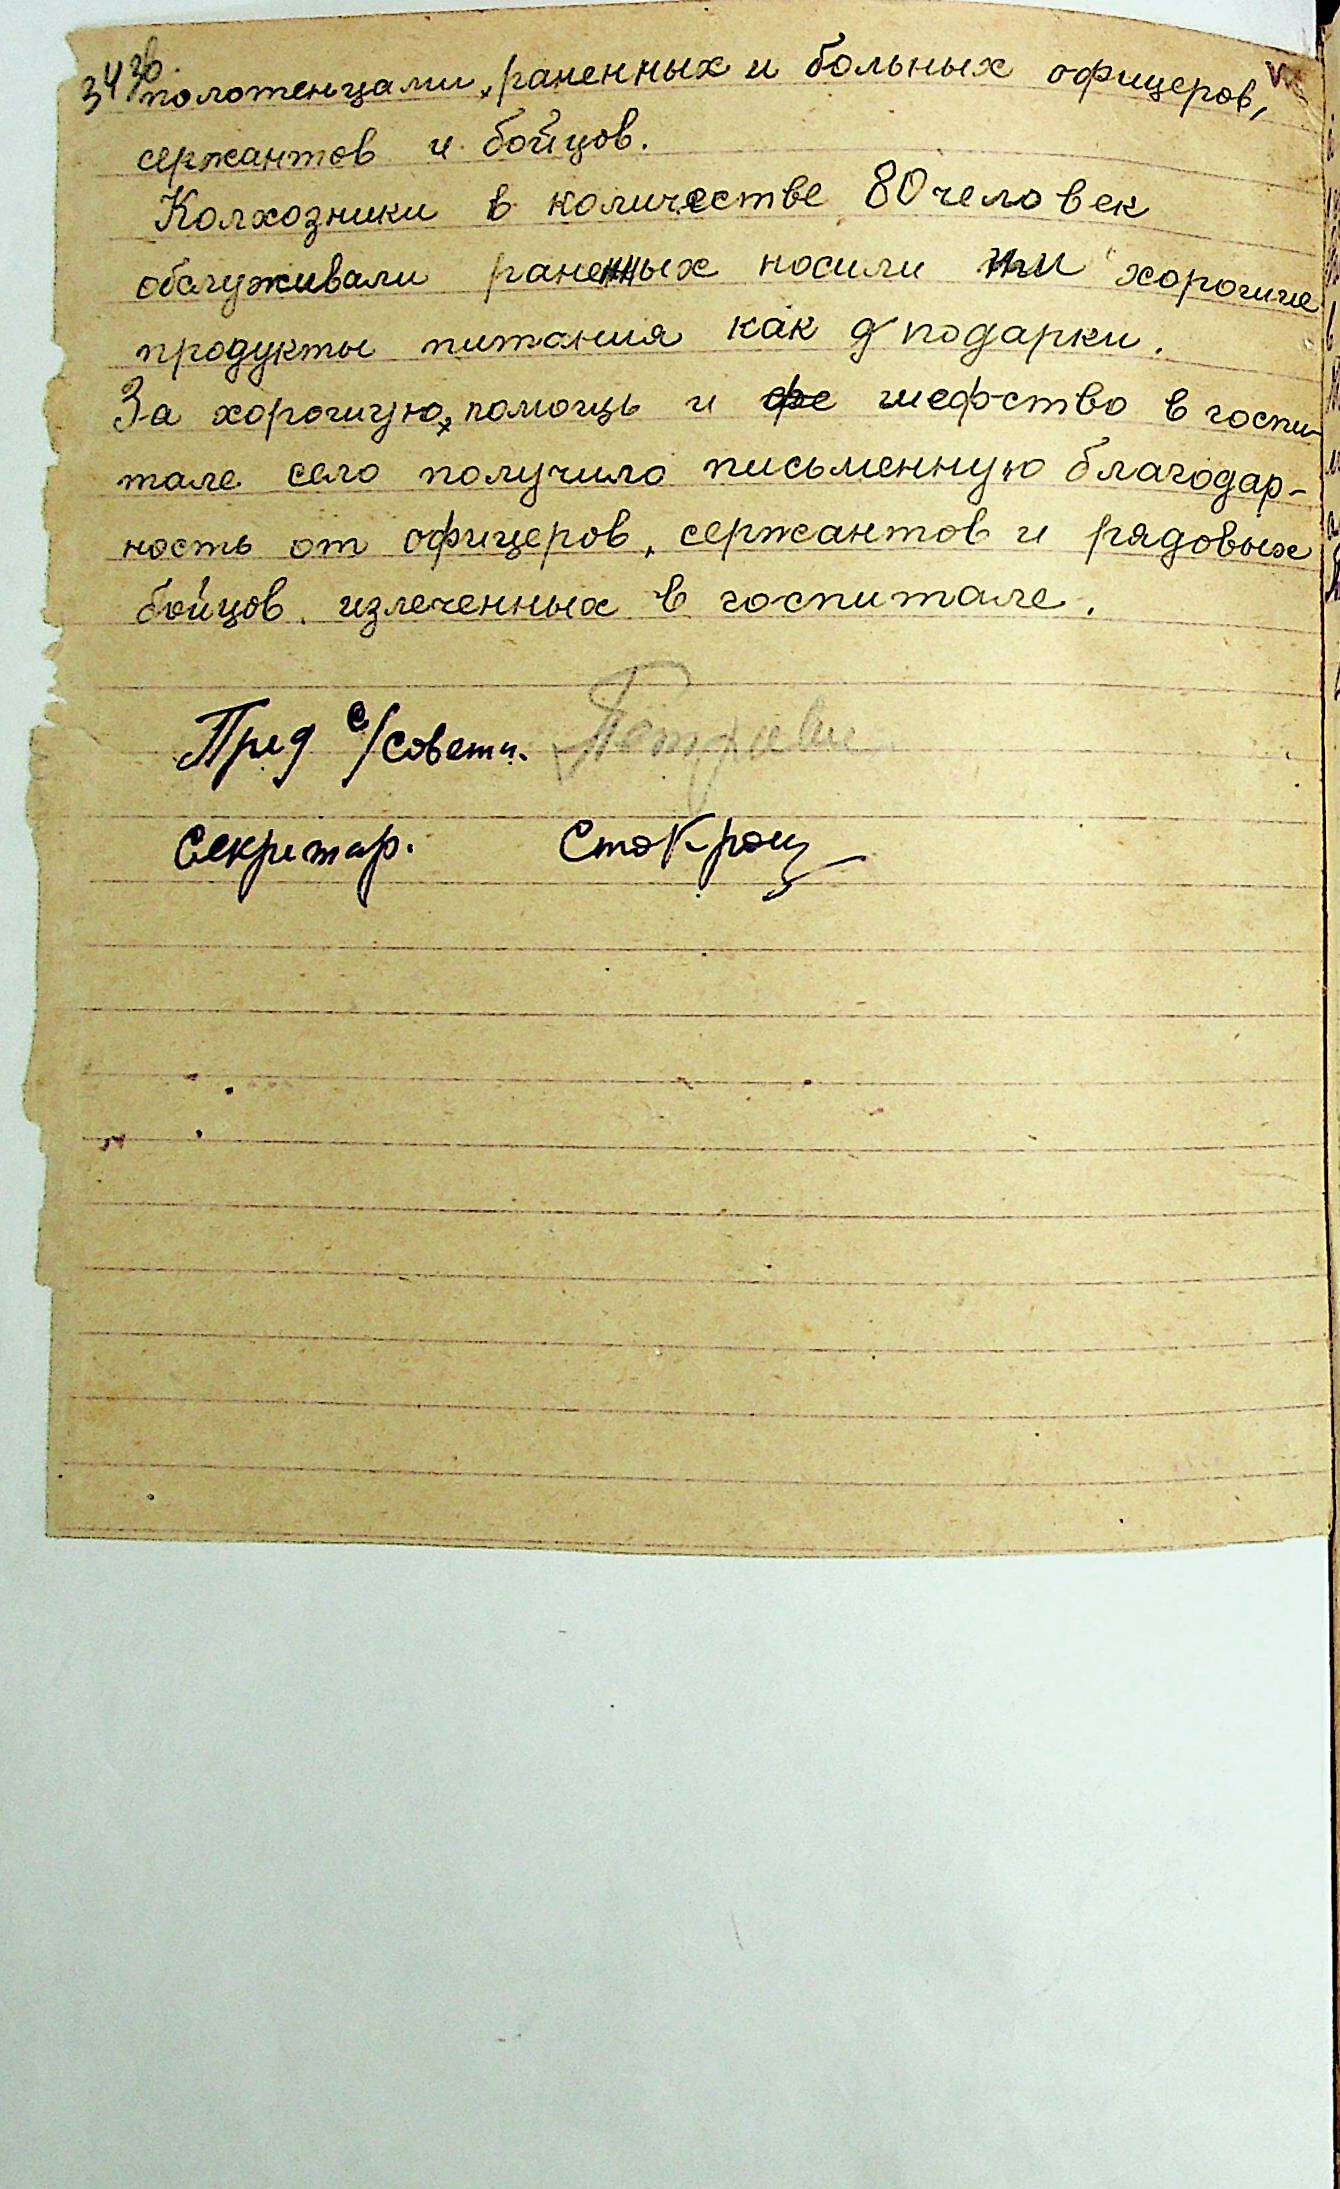 343в.
полотенцами, раненных и больных офицеров,
сержантов и бойцов.
Колхозники в количестве 80 человек
обслуживали раненных носили им хорошие
продукты питания как подарки.
За хорошую помощь и фе шефство в госпи-
тале село получило письменную благодар-
ность от офицеров, сержантов и рядовых
бойцов, излеченных в госпитале.
Пред с/совета.
Секретар.